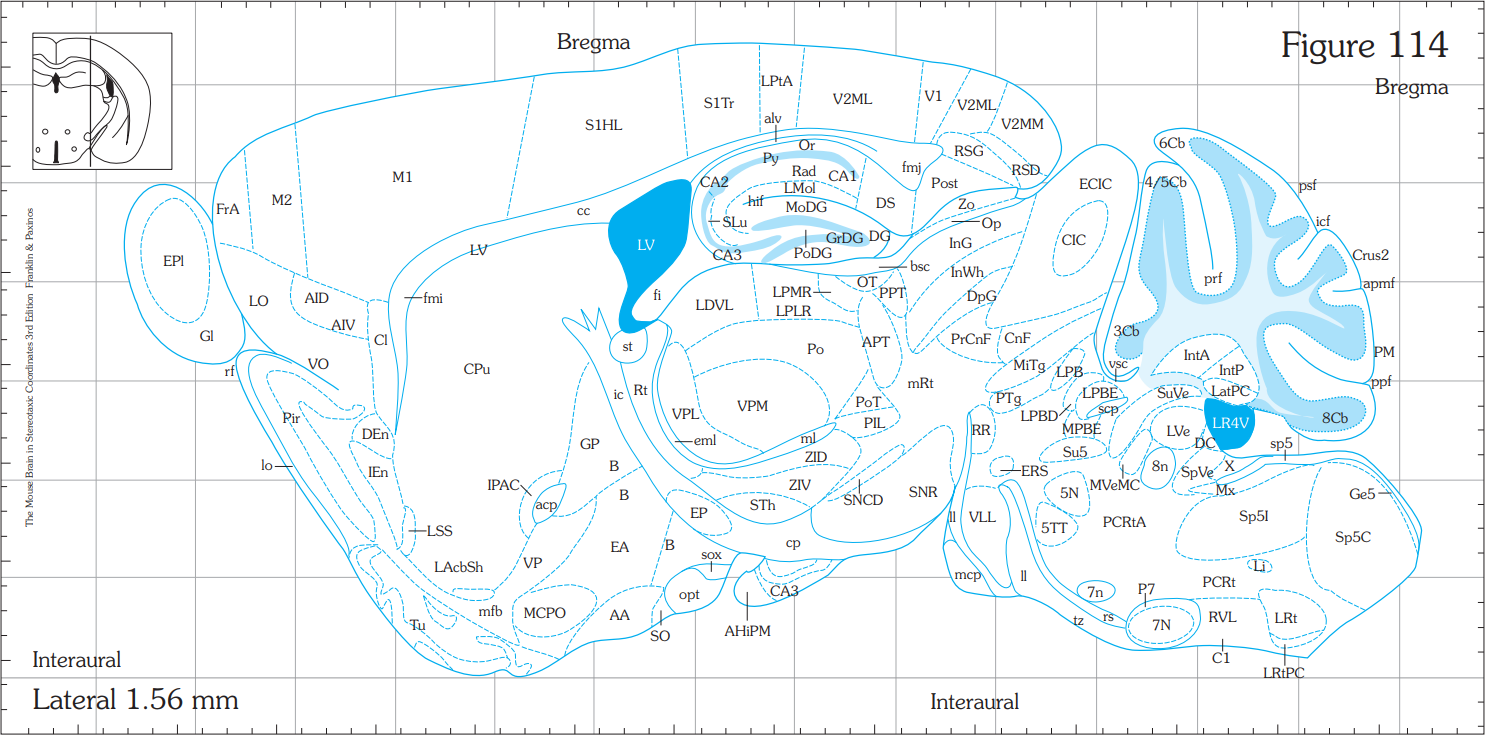 Bregma
Figure 114
Bregma
LPtA
S1Tr
V2ML
V1
V2ML
S1HL
alv
V2MM
6Cb
Or
Py
RSG
M1
Rad
CA1
fmj
RSD
CA2
LMol
Post
ECIC
4/5Cb
psf
M2
hif
MoDG
DS
Zo
FrA
cc
SLu
Op
icf
LV
LV
GrDG
DG
InG
CIC
EPl
CA3
PoDG
Crus2
bsc
InWh
prf
apmf
OT
LPMR
PPT
DpG
fi
LO
AID
fmi
LDVL
LPLR
AIV
3Cb
Gl
Cl
st
Po
APT
PrCnF
CnF
PM
VO
IntA
MiTg
vsc
IntP
rf
CPu
LPB
ppf
ic
Rt
mRt
LPBE
SuVe
LatPC
PTg
scp
Pir
VPL
VPM
PoT
LPBD
8Cb
PIL
RR
MPBE
LR4V
DEn
LVe
eml
ml
DC
sp5
GP
ZID
Su5
lo
B
8n
X
IEn
ERS
SpVe
IPAC
ZIV
MVeMC
B
SNR
5N
Mx
Ge5
acp
STh
SNCD
EP
ll
VLL
PCRtA
Sp5I
LSS
5TT
Sp5C
EA
B
cp
sox
VP
LAcbSh
Li
mcp
ll
CA3
PCRt
opt
7n
P7
mfb
MCPO
AA
rs
RVL
LRt
Tu
tz
7N
SO
AHiPM
C1
LRtPC
Interaural
Lateral 1.56 mm
Interaural
The Mouse Brain in Stereotaxic Coordinates 3rd Edition Franklin & Paxinos